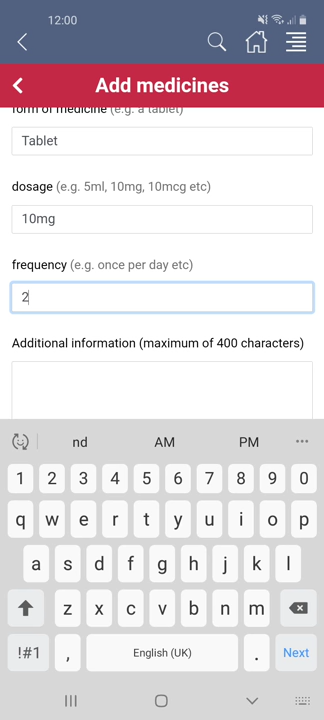 12:00
Add medicines
form of medicine (e.g. a tablet)
Tablet
dosage (e.g. 5ml, 10mg, 10mcg etc)
10mg
frequency (e.g. once per day etc)
2
Additional information (maximum of 400 characters)
nd AM PM
1 2 3 4 5 6 7 8 9 0
q w e r t y u i o p
a s d f g h j k l
z x c v b n m
!#1 , English (UK) . Next